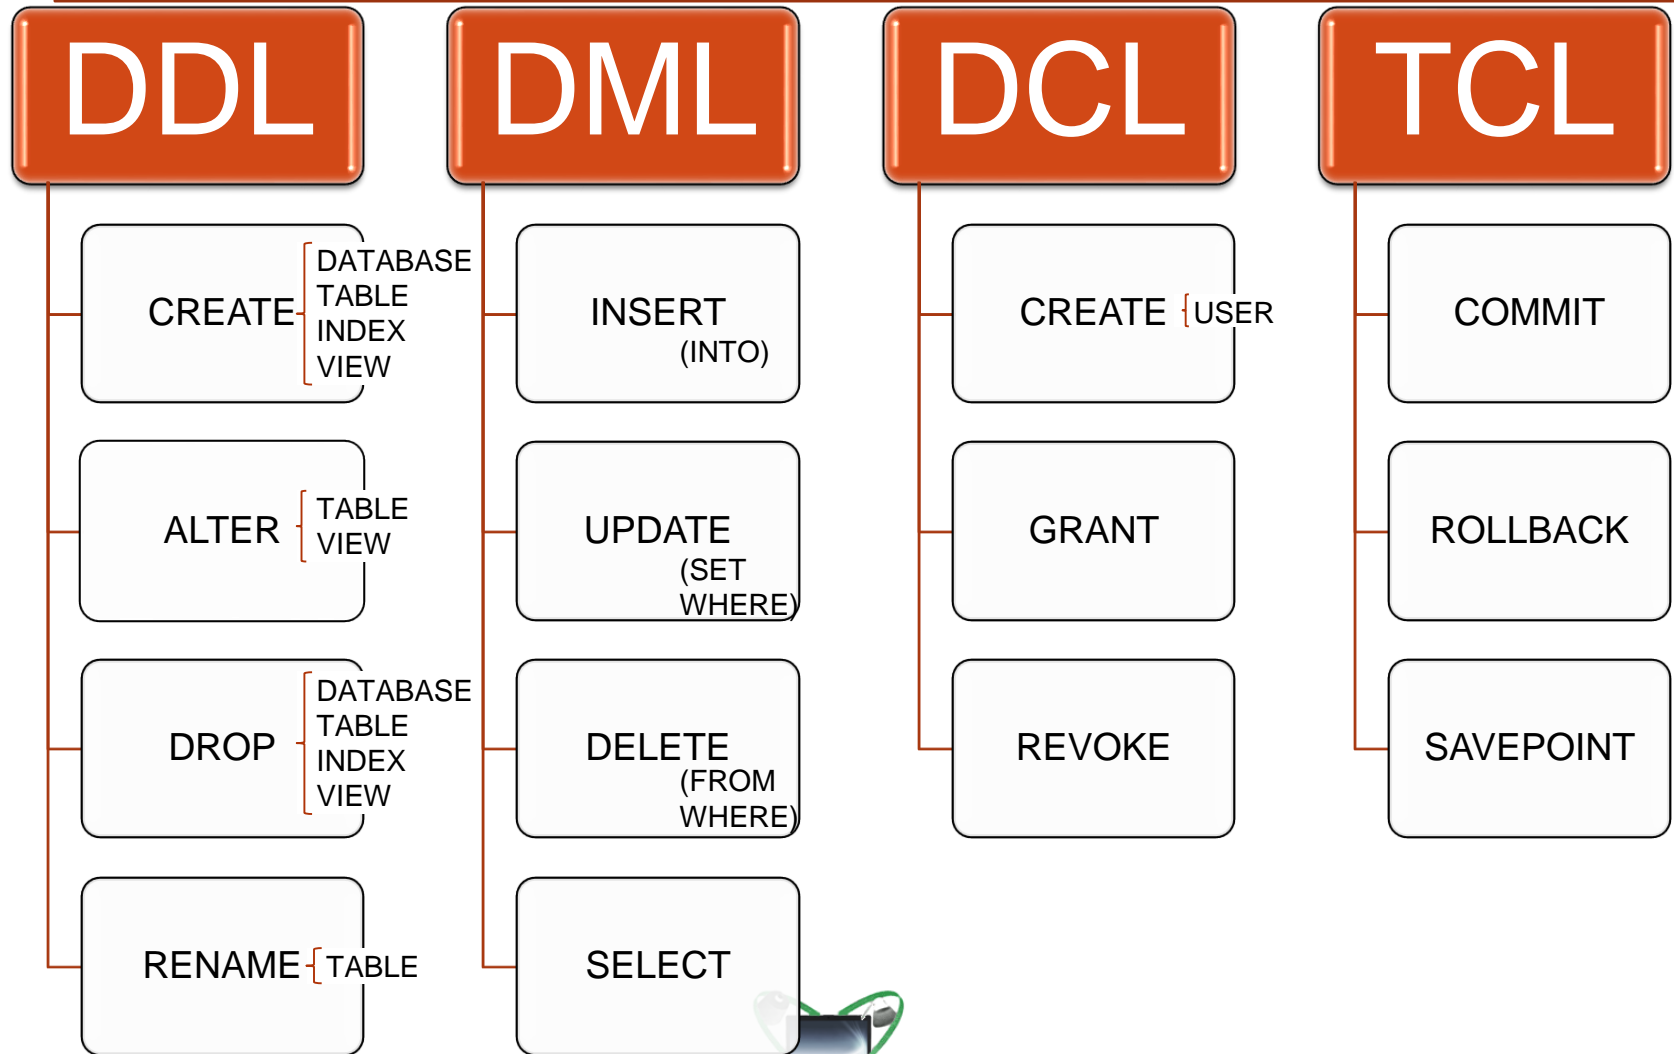 DDL
CREATE
DATABASE
TABLE
INDEX
VIEW
ALTER
TABLE
VIEW
DROP
DATABASE
TABLE
INDEX
VIEW
RENAME
TABLE
DML
INSERT
(INTO)
UPDATE
(SET
WHERE)
DELETE
(FROM
WHERE)
SELECT
DCL
CREATE
USER
GRANT
REVOKE
TCL
COMMIT
ROLLBACK
SAVEPOINT